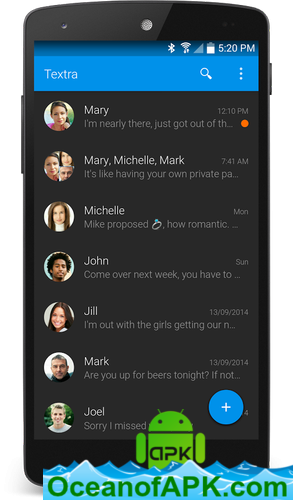 5:20 PM
Textra
Mary 12:10 PM
I'm nearly there, just got out of th...
Mary, Michelle, Mark 7:41 AM
It's like having your own private pa...
Michelle Mon
Mike proposed 💍, how romantic. ...
John Sun
Come over next week, you have to ...
Jill 13/09/2014
I'm out with the girls getting our n...
Mark 13/09/2014
Are you up for beers tonight? If not...
Joel
Sorry I missed
apk
OceanofAPK.com